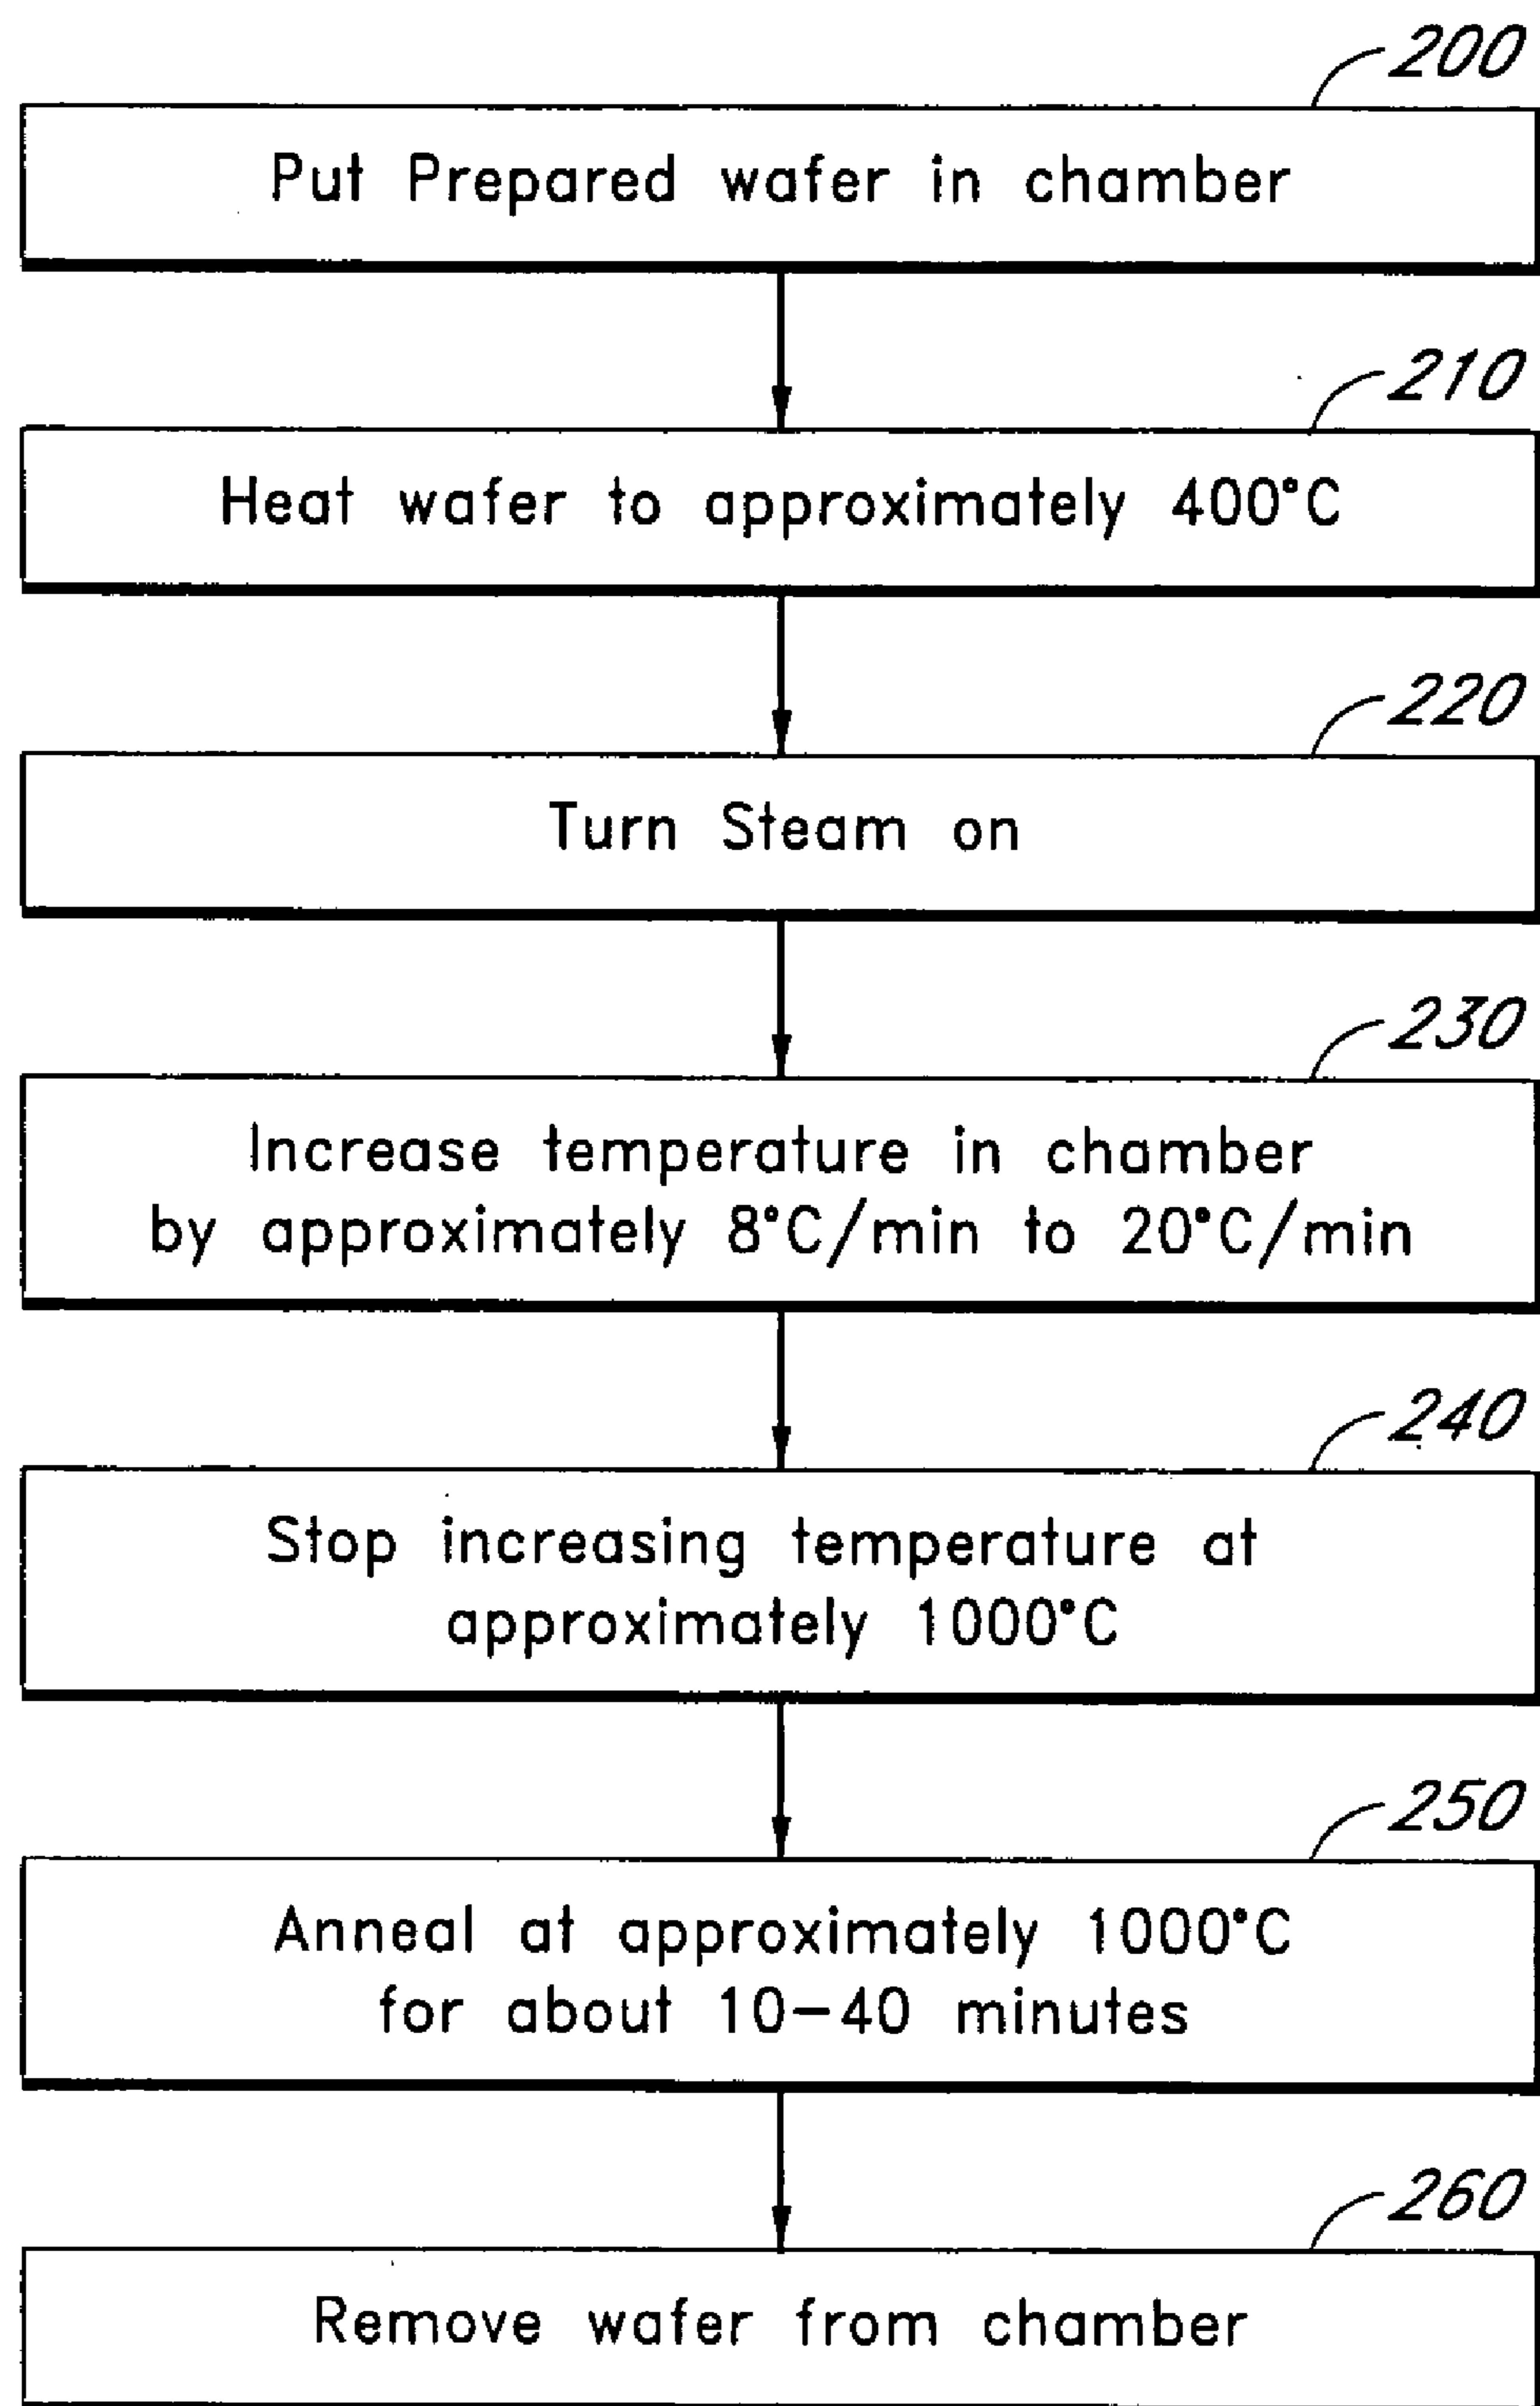 200
Put Prepared wafer in chamber
210
Heat wafer to approximately 400°C
220
Turn Steam on
230
Increase temperature in chamber
by approximately 8°C/min to 20°C/min
240
Stop increasing temperature at
approximately 1000°C
250
Anneal at approximately 1000°C
for about 10-40 minutes
260
Remove wafer from chamber